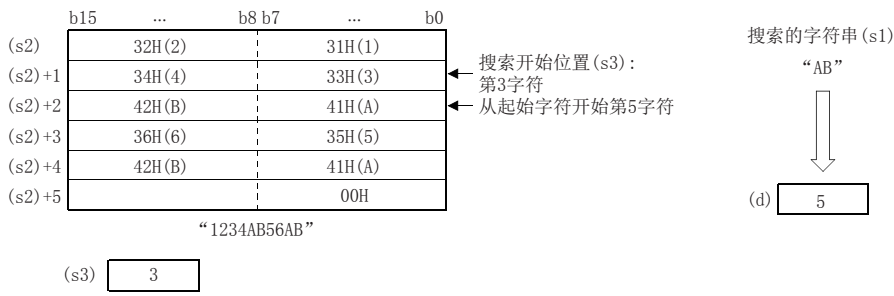 b15 ... b8 b7 ... b0
(s2) 32H(2) 31H(1)
(s2)+1 34H(4) 33H(3)
(s2)+2 42H(B) 41H(A)
(s2)+3 36H(6) 35H(5)
(s2)+4 42H(B) 41H(A)
(s2)+5 00H
“1234AB56AB”
搜索开始位置(s3):
第3字符
从起始字符开始第5字符
搜索的字符串(s1)
“AB”
(d) 5
(s3) 3